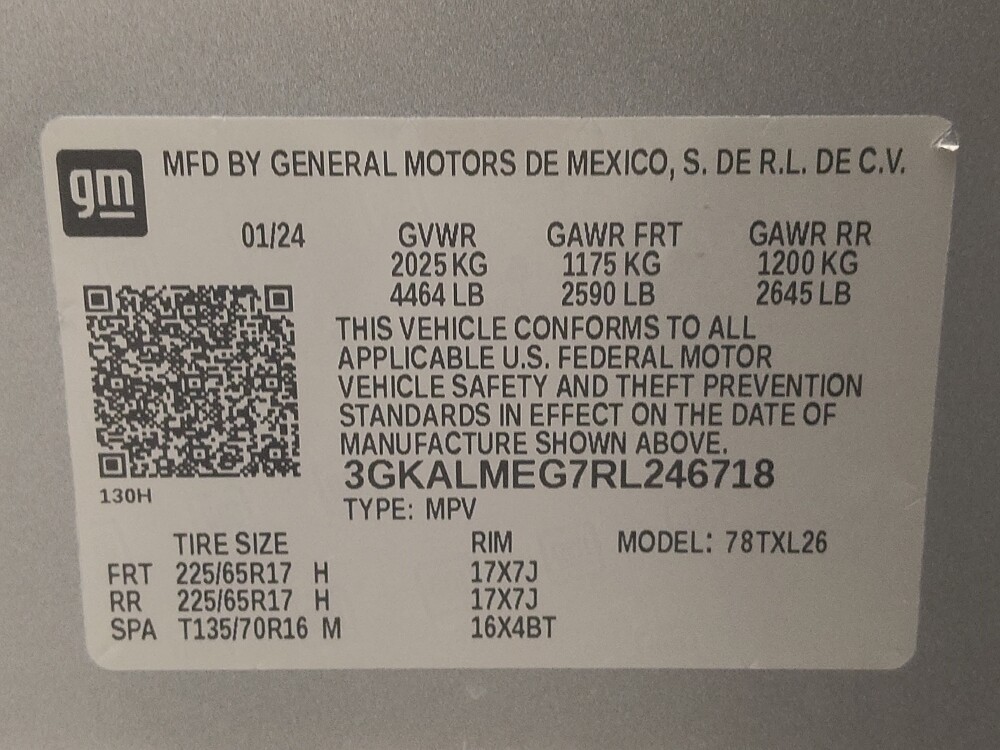 gm
MFD BY GENERAL MOTORS DE MEXICO, S. DE R.L. DE C.V.
01/24 GVWR GAWR FRT GAWR RR
2025 KG 1175 KG 1200 KG
4464 LB 2590 LB 2645 LB
THIS VEHICLE CONFORMS TO ALL
APPLICABLE U.S. FEDERAL MOTOR
VEHICLE SAFETY AND THEFT PREVENTION
STANDARDS IN EFFECT ON THE DATE OF
MANUFACTURE SHOWN ABOVE.
3GKALMEG7RL246718
130H
TYPE: MPV
TIRE SIZE RIM MODEL: 78TXL26
FRT 225/65R17 H 17X7J
RR 225/65R17 H 17X7J
SPA T135/70R16 M 16X4BT